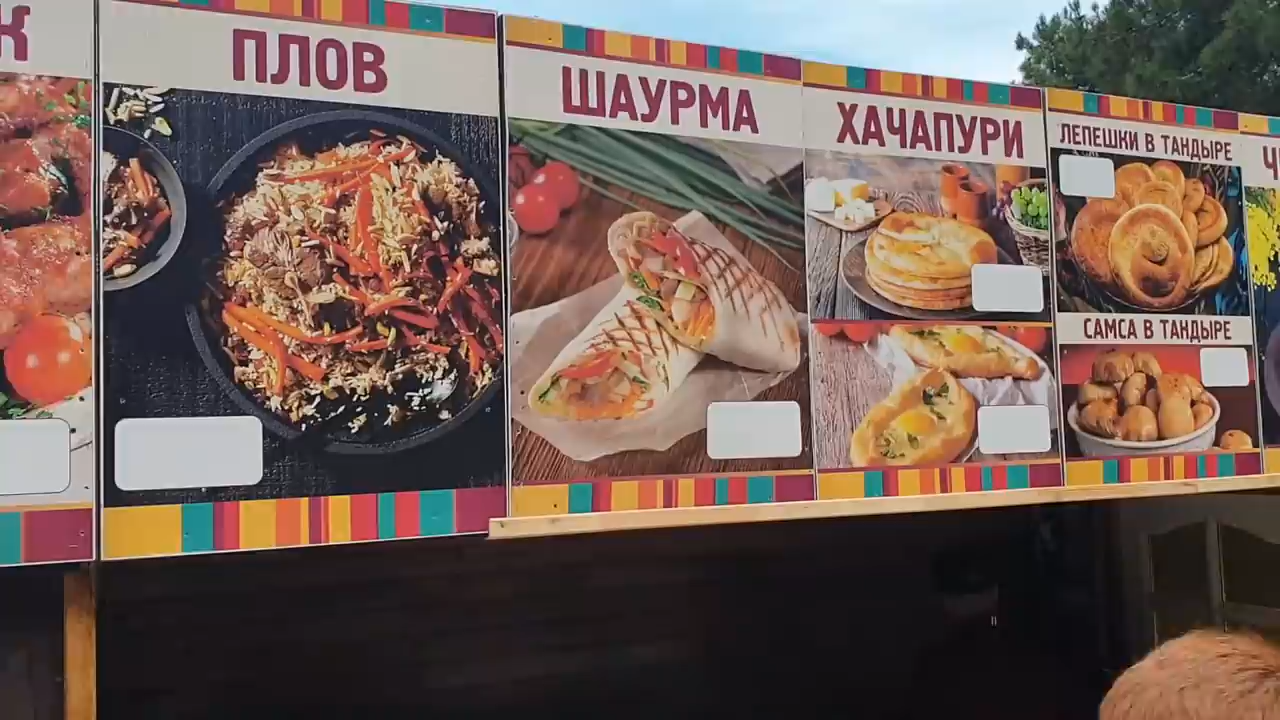 ПЛОВ
ШАУРМА
ХАЧАПУРИ
ЛЕПЕШКИ В ТАНДЫРЕ
САМСА В ТАНДЫРЕ